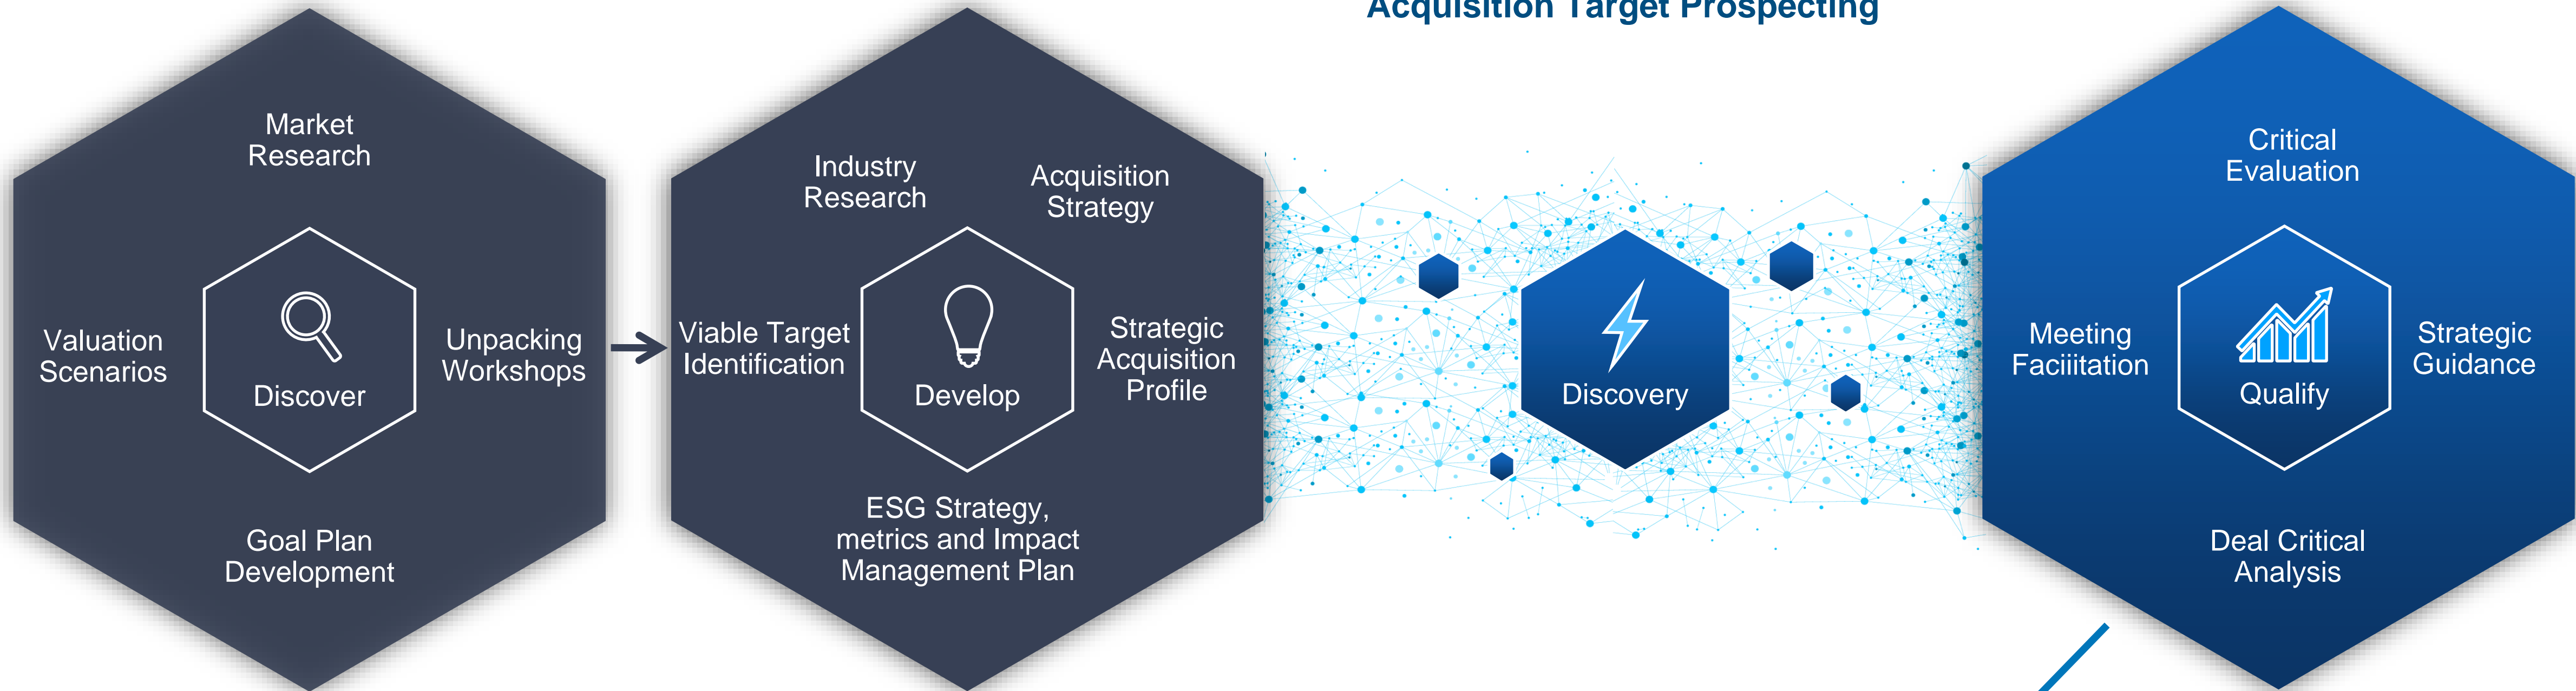 Acquisition Target Prospecting
Market
Research
Valuation
Scenarios
Discover
Unpacking
Workshops
Goal Plan
Development
Industry
Research
Acquisition
Strategy
Viable Target
Identification
Develop
Strategic
Acquisition
Profile
ESG Strategy,
metrics and Impact
Management Plan
Discovery
Critical
Evaluation
Meeting
Faciiitation
Qualify
Strategic
Guidance
Deal Critical
Analysis